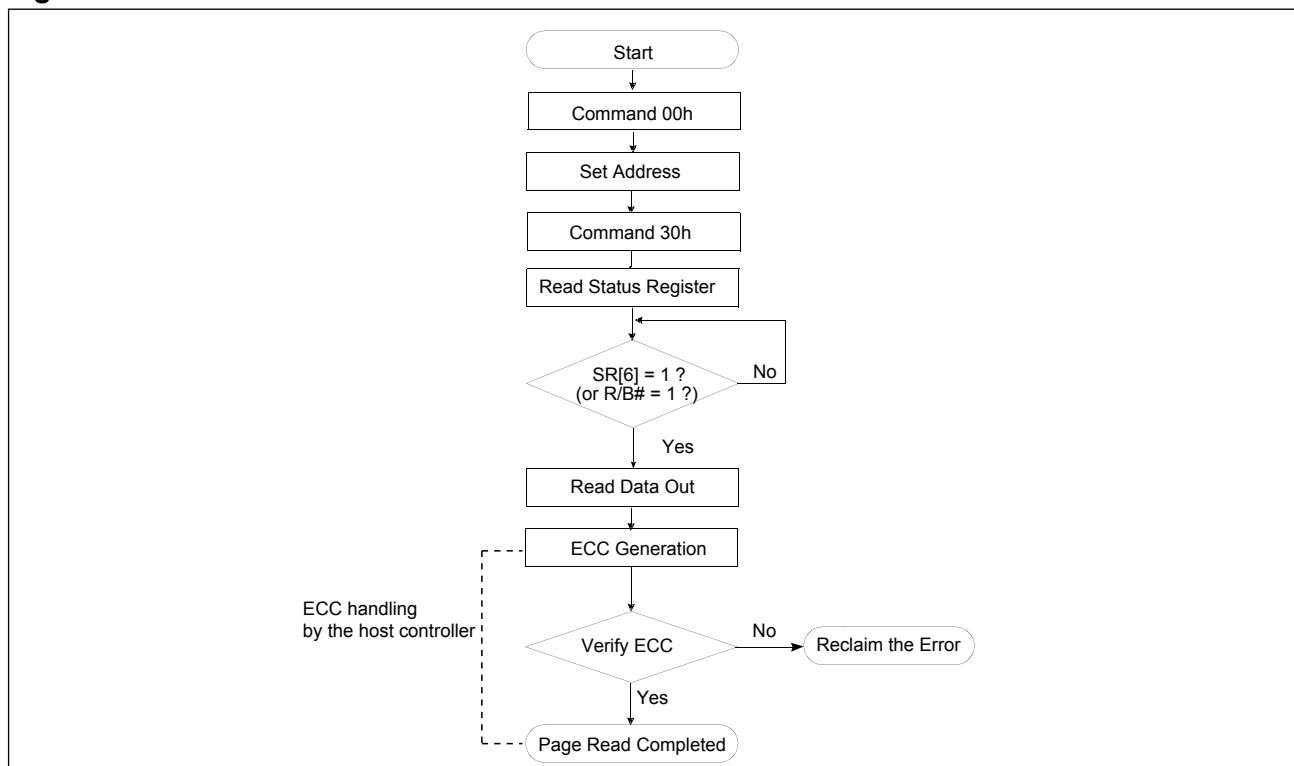 Start
Command 00h
Set Address
Command 30h
Read Status Register
SR[6] = 1 ?
(or R/B# = 1 ?)
No
Yes
Read Data Out
ECC Generation
ECC handling
by the host controller
Verify ECC
No
Reclaim the Error
Yes
Page Read Completed